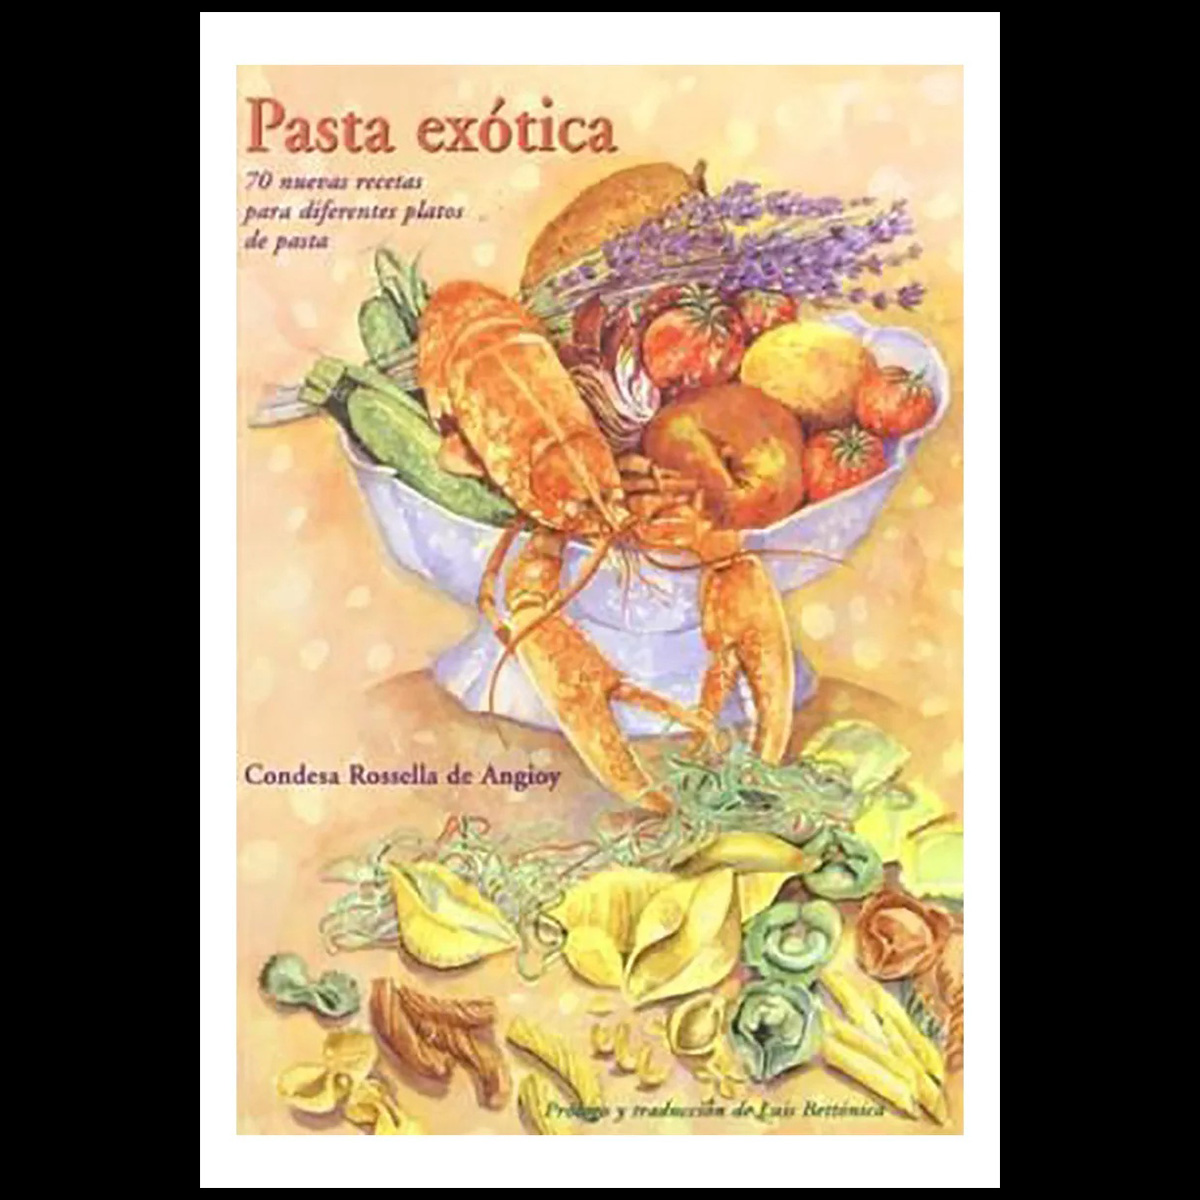 Pasta exótica
70 nuevas recetas
para diferentes platos
de pasta
Condesa Rossella de Angioy
Prólogo y traducción de Luis Bettónica